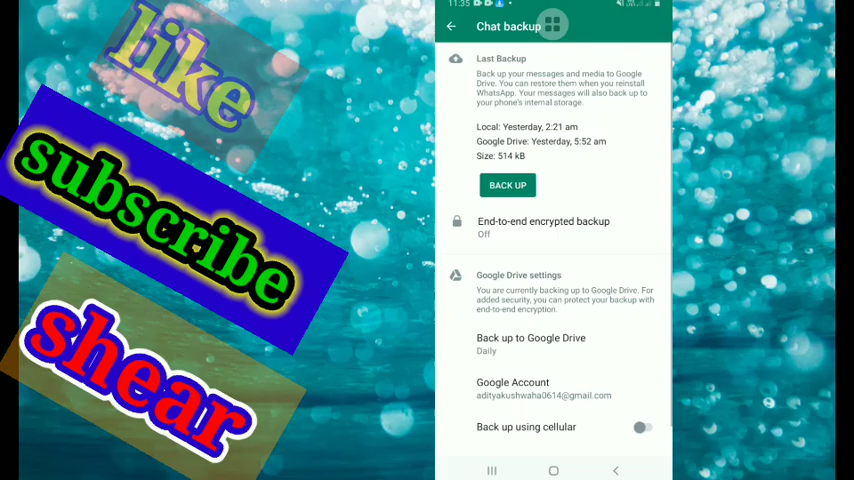 like
subscribe
shear
11:35
Chat backup
Last Backup
Back up your messages and media to Google
Drive. You can restore them when you reinstall
WhatsApp. Your messages will also back up to
your phone's internal storage.
Local: Yesterday, 2:21 am
Google Drive: Yesterday, 5:52 am
Size: 514 kB
BACK UP
End-to-end encrypted backup
Off
Google Drive settings
You are currently backing up to Google Drive. For
added security, you can protect your backup with
end-to-end encryption.
Back up to Google Drive
Daily
Google Account
adityakushwaha0614@gmail.com
Back up using cellular